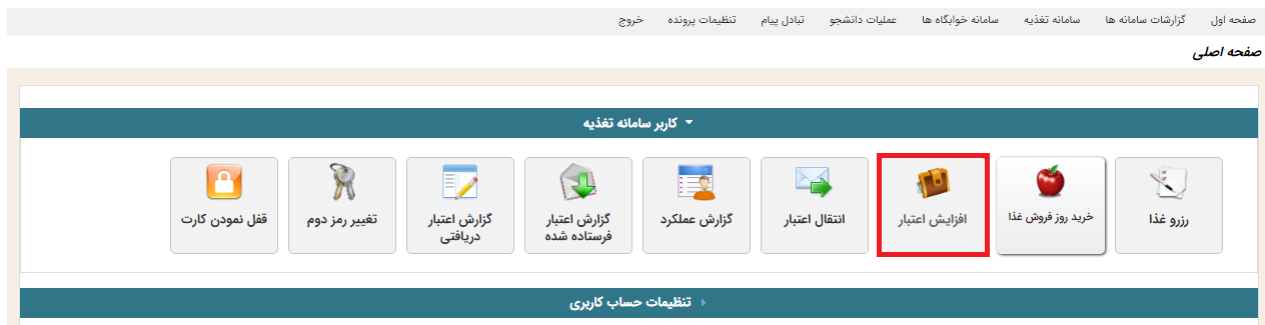 صفحه اول گزارشات سامانه ها سامانه تغذیه سامانه خوابگاه ها عملیات دانشجو تبادل پیام تنظیمات پرونده خروج
صفحه اصلی
کاربر سامانه تغذیه
رزرو غذا
خرید روز فروش غذا
افزایش اعتبار
انتقال اعتبار
گزارش عملکرد
گزارش اعتبار
فرستاده شده
گزارش اعتبار
دریافتی
تغییر رمز دوم
قفل نمودن کارت
تنظیمات حساب کاربری